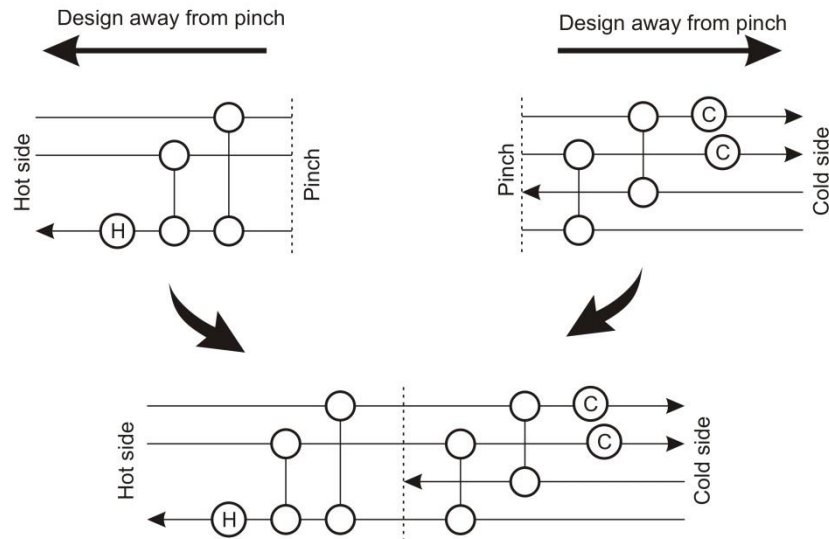 Design away from pinch
Design away from pinch
Hot side
H
Pinch
Pinch
C
C
Cold side
Hot side
H
C
C
Cold side